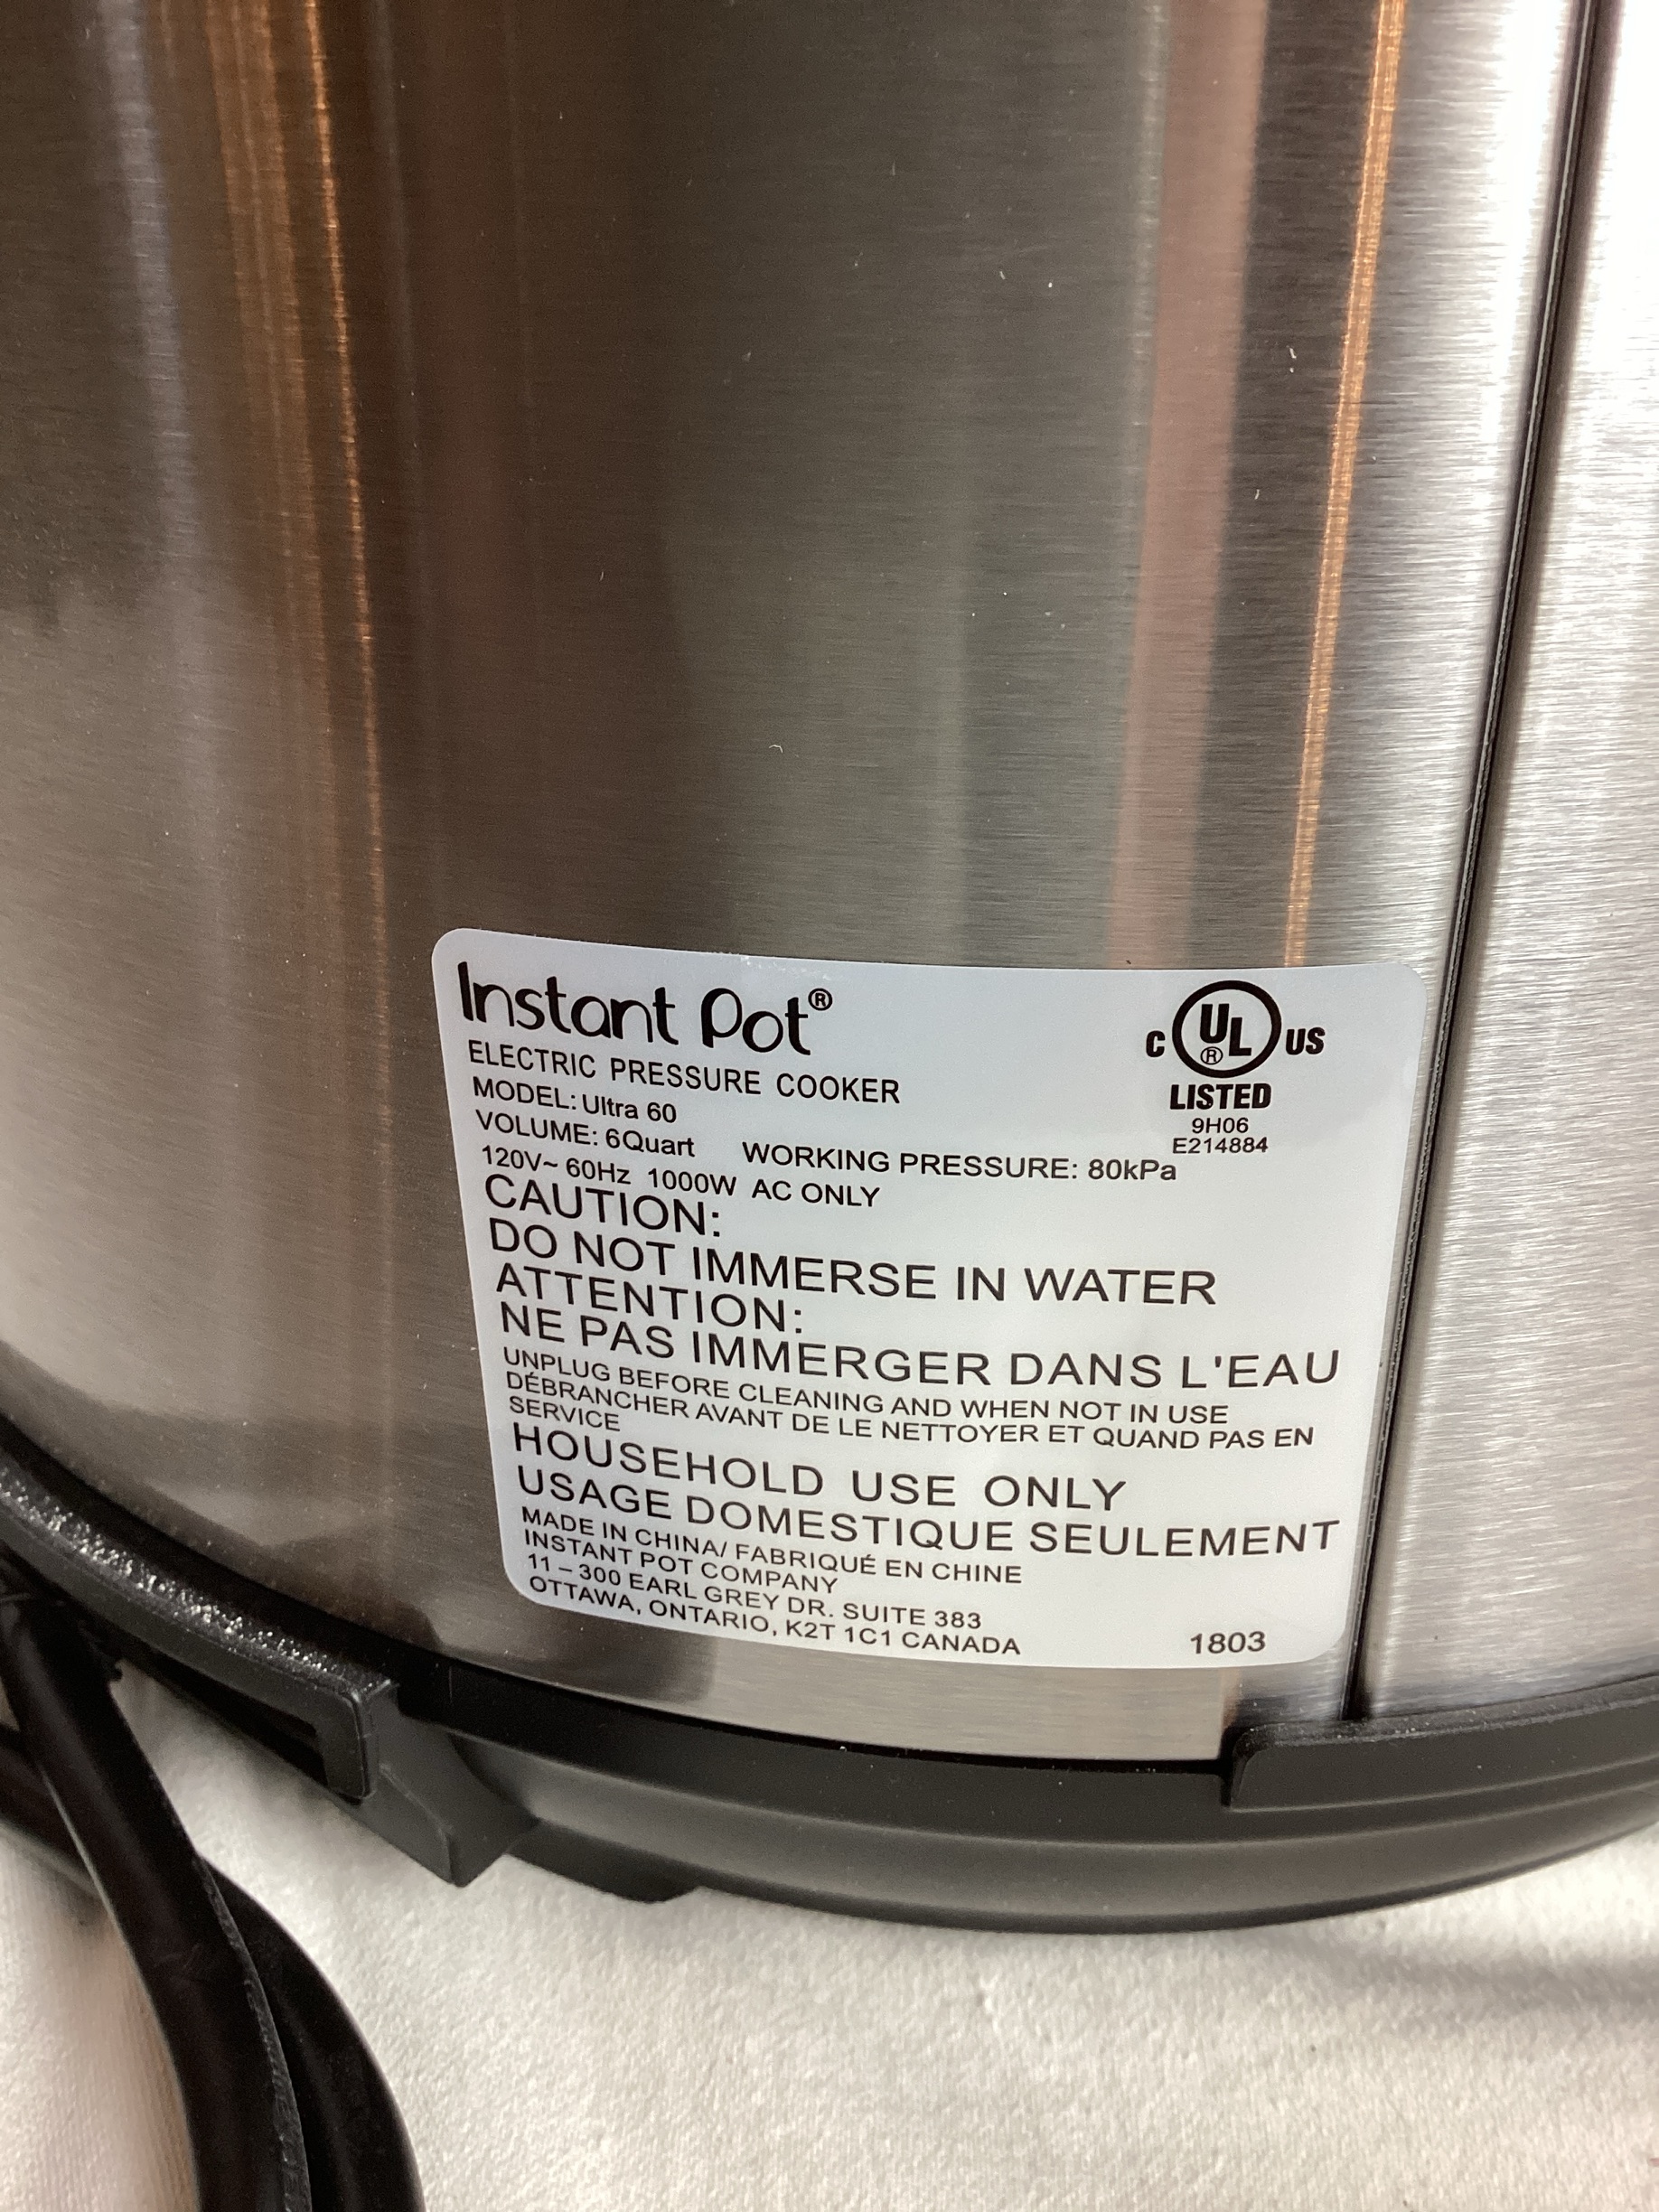 Instant Pot®
C UL ® US
LISTED
9H06
E214884
ELECTRIC PRESSURE COOKER
MODEL: Ultra 60
VOLUME: 6Quart WORKING PRESSURE: 80kPa
120V~ 60Hz 1000W AC ONLY
CAUTION:
DO NOT IMMERSE IN WATER
ATTENTION:
NE PAS IMMERGER DANS L'EAU
UNPLUG BEFORE CLEANING AND WHEN NOT IN USE
DÉBRANCHER AVANT DE LE NETTOYER ET QUAND PAS EN
SERVICE
HOUSEHOLD USE ONLY
USAGE DOMESTIQUE SEULEMENT
MADE IN CHINA/ FABRIQUÉ EN CHINE
INSTANT POT COMPANY
11 – 300 EARL GREY DR. SUITE 383
OTTAWA, ONTARIO, K2T 1C1 CANADA
1803